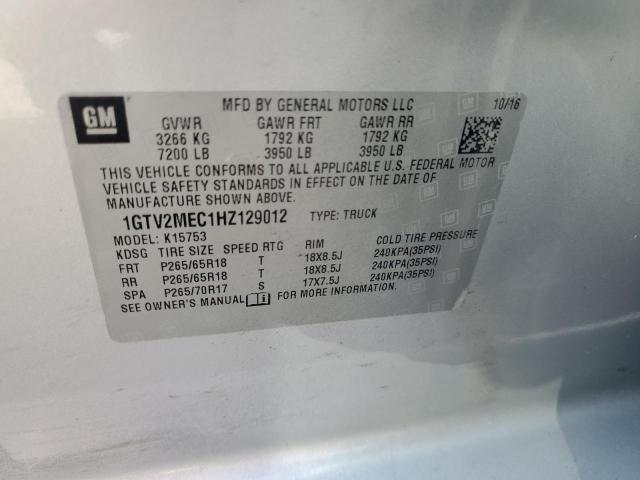 GM
MFD BY GENERAL MOTORS LLC 10/16
GVWR GAWR FRT GAWR RR
3266 KG 1792 KG 1792 KG
7200 LB 3950 LB 3950 LB
THIS VEHICLE CONFORMS TO ALL APPLICABLE U.S. FEDERAL MOTOR
VEHICLE SAFETY STANDARDS IN EFFECT ON THE DATE OF
MANUFACTURE SHOWN ABOVE.
1GTV2MEC1HZ129012 TYPE: TRUCK
MODEL: K15753
KDSG TIRE SIZE SPEED RTG RIM COLD TIRE PRESSURE
FRT P265/65R18 T 18X8.5J 240KPA(35PSI)
RR P265/65R18 T 18X8.5J 240KPA(35PSI)
SPA P265/70R17 S 17X7.5J 240KPA(35PSI)
SEE OWNER'S MANUAL FOR MORE INFORMATION.